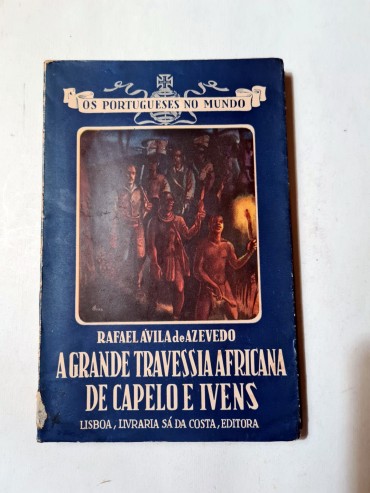 OS PORTUGUESES NO MUNDO
RAFAEL ÁVILA de AZEVEDO
A GRANDE TRAVESSIA AFRICANA
DE CAPELO E IVENS
LISBOA, LIVRARIA SÁ DA COSTA, EDITORA